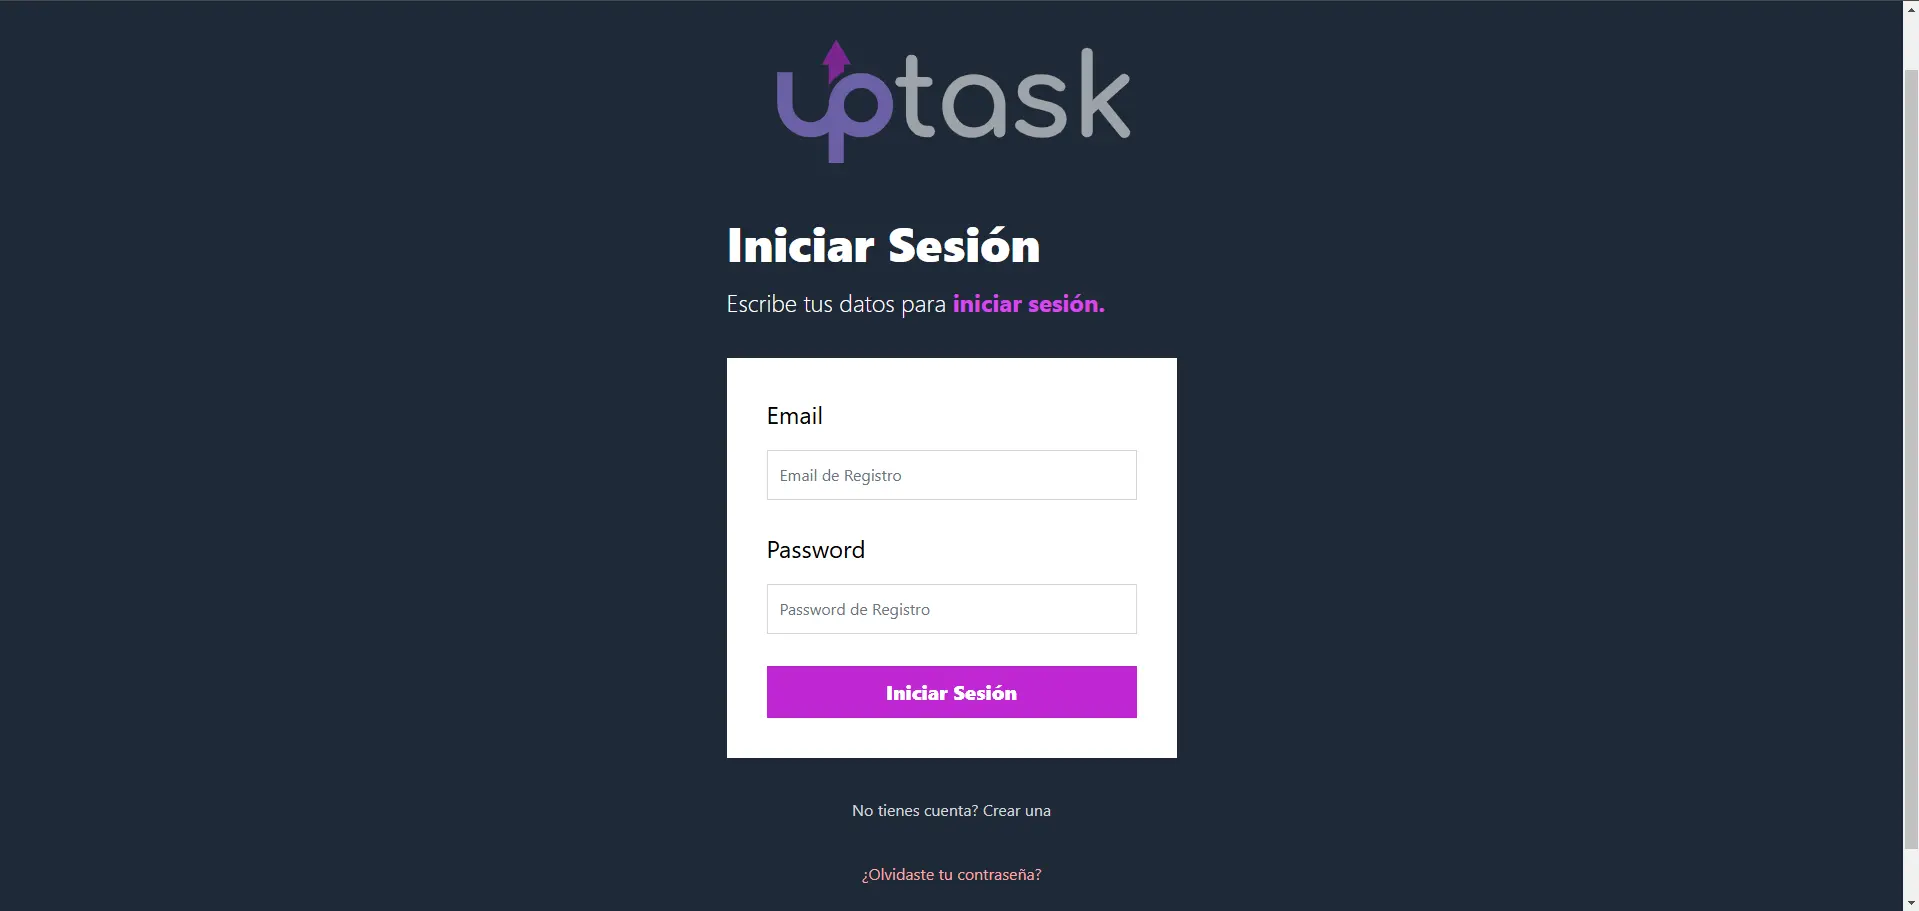 uptask
Iniciar Sesión
Escribe tus datos para iniciar sesión.
Email
Email de Registro
Password
Password de Registro
Iniciar Sesión
No tienes cuenta? Crear una
¿Olvidaste tu contraseña?